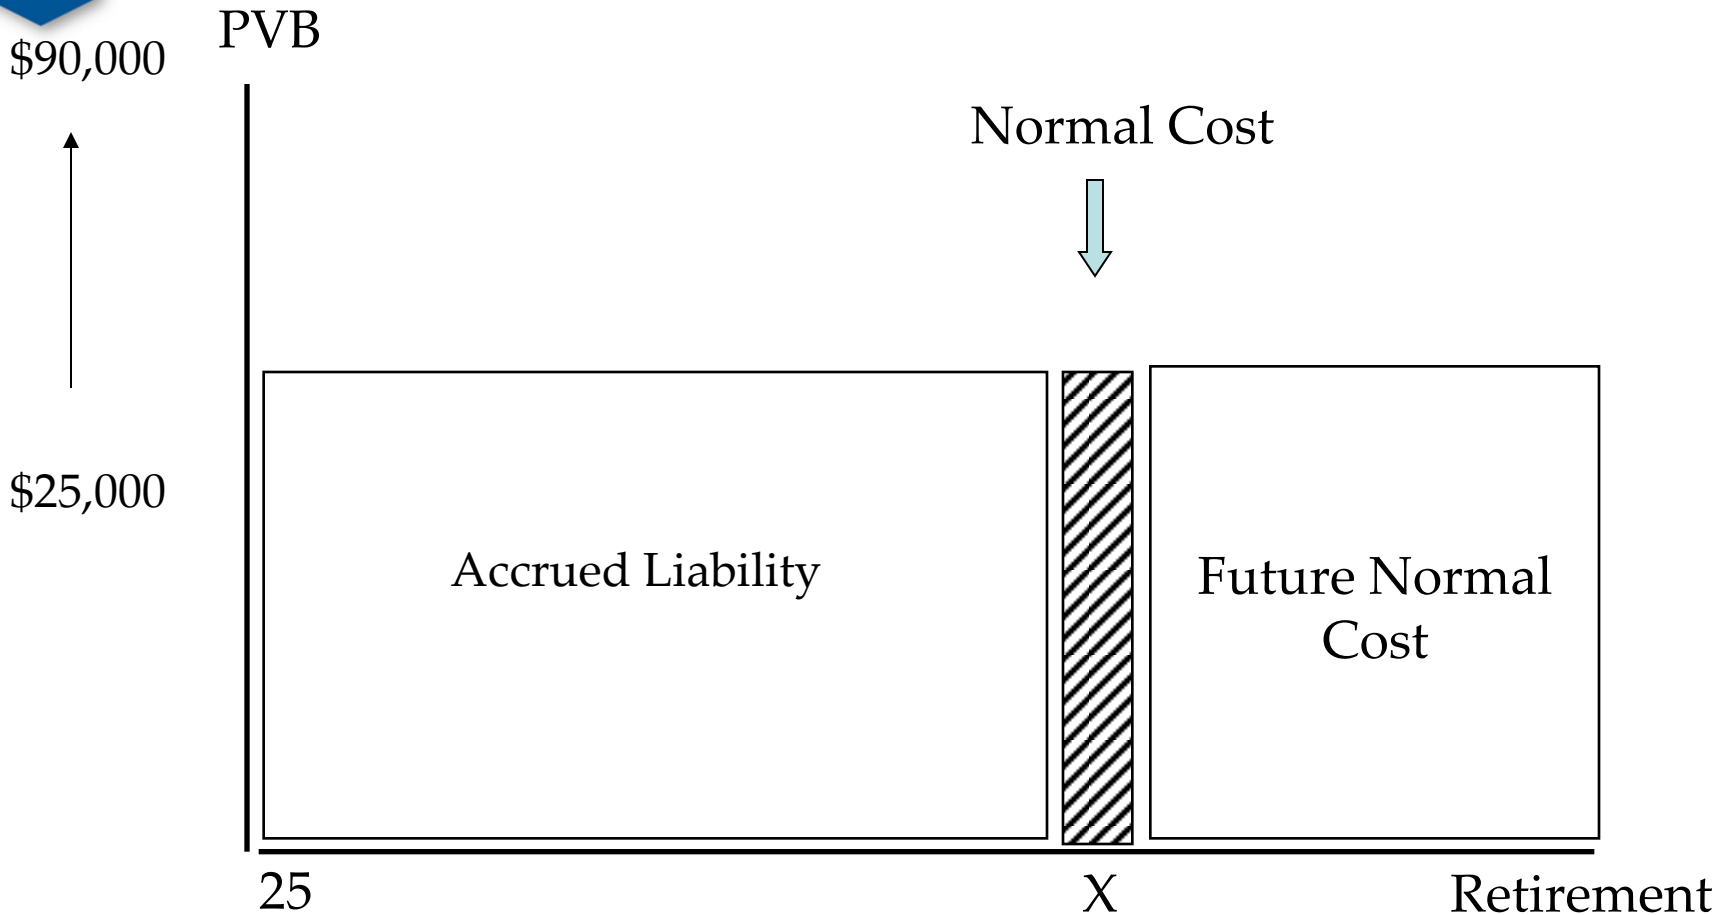 PVB
$90,000
Normal Cost
$25,000
Accrued Liability
Future Normal
Cost
25
X
Retirement